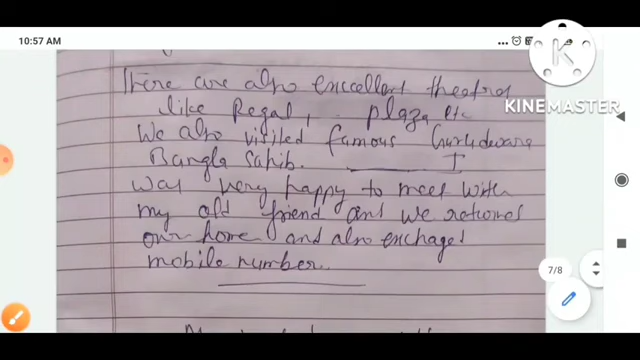 10:57 AM
KINEMASTER
There are also excellent theatres
like Regal, plaza etc
We also visited famous Gurudwara
Bangla Sahib. I
was very happy to meet with
my old friend and we returned
our home and also exchaged
mobile number.
7/8